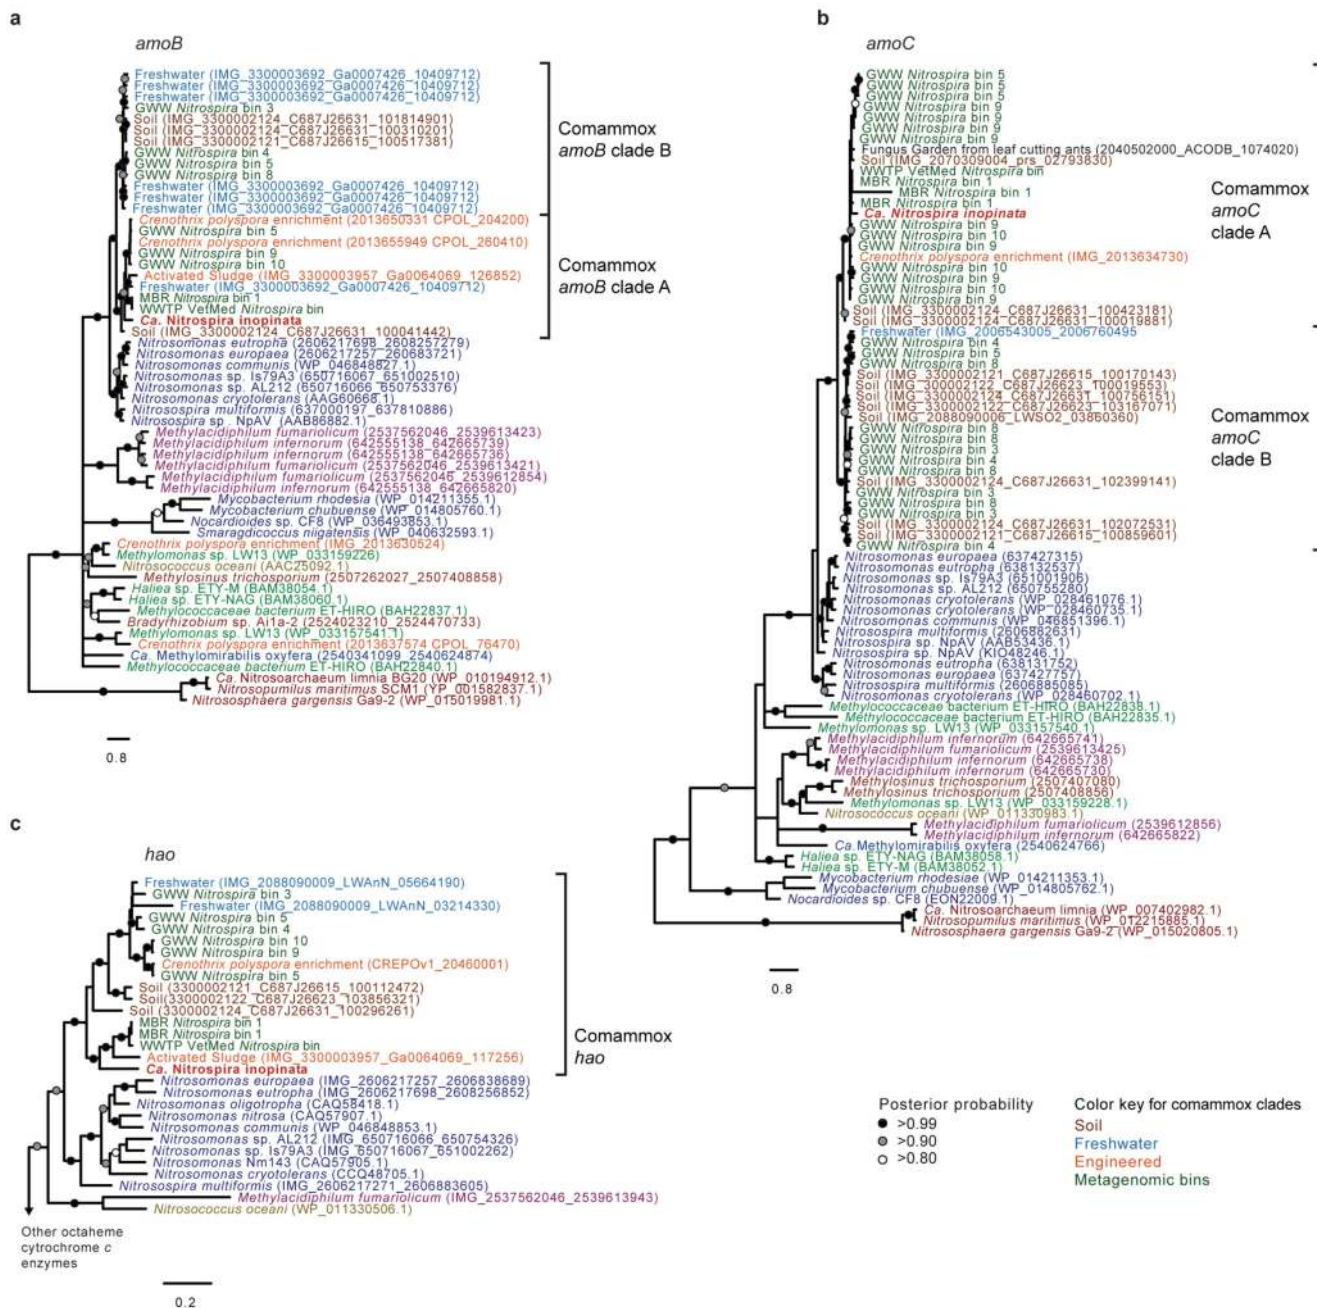 a
amoB
Freshwater (IMG_3300003692_Ga0007426_10409712)
Freshwater (IMG_3300003692_Ga0007426_10409712)
Freshwater (IMG_3300003692_Ga0007426_10409712)
GWW Nitrospira bin 3
Soil (IMG_3300002124_C687J26631_101814901)
Soil (IMG_3300002124_C687J26631_100310201)
Soil (IMG_3300002121_C687J26615_100517381)
GWW Nitrospira bin 4
GWW Nitrospira bin 5
GWW Nitrospira bin 8
Freshwater (IMG_3300003692_Ga0007426_10409712)
Freshwater (IMG_3300003692_Ga0007426_10409712)
Freshwater (IMG_3300003692_Ga0007426_10409712)
Crenothrix polyspora enrichment (2013650331 CPOL_204200)
GWW Nitrospira bin 5
Crenothrix polyspora enrichment (2013655949 CPOL_260410)
GWW Nitrospira bin 9
GWW Nitrospira bin 10
Activated Sludge (IMG_3300003957_Ga0064069_126852)
Freshwater (IMG_3300003692_Ga0007426_10409712)
MBR Nitrospira bin 1
WWTP VetMed Nitrospira bin
Ca. Nitrospira inopinata
Soil (IMG_3300002124_C687J26631_100041442)
Nitrosomonas eutropha (2606217698_2608257279)
Nitrosomonas europaea (2606217257_260683721)
Nitrosomonas communis (WP_046848827.1)
Nitrosomonas sp. Is79A3 (650716067_651002510)
Nitrosomonas sp. AL212 (650716066_650753376)
Nitrosomonas cryotolerans (AAG60668.1)
Nitrosospira multiformis (637000197_637810886)
Nitrosospira sp. NpAV (AAB86882.1)
Methylacidiphilum fumariolicum (2537562046_2539613423)
Methylacidiphilum infernorum (642555138_642665739)
Methylacidiphilum infernorum (642555138_642665736)
Methylacidiphilum fumariolicum (2537562046_2539613421)
Methylacidiphilum fumariolicum (2537562046_2539612854)
Methylacidiphilum infernorum (642555138_642665820)
Mycobacterium rhodesia (WP_014211355.1)
Mycobacterium chubuense (WP_014805760.1)
Nocardioides sp. CF8 (WP_036493853.1)
Smaragdicoccus niigatensis (WP_040632593.1)
Crenothrix polyspora enrichment (IMG_2013630524)
Methylomonas sp. LW13 (WP_033159226)
Nitrosococcus oceani (AAC25092.1)
Methylosinus trichosporium (2507262027_2507408858)
Haliea sp. ETY-M (BAM38054.1)
Haliea sp. ETY-NAG (BAM38060.1)
Methylococcaceae bacterium ET-HIRO (BAH22837.1)
Bradyrhizobium sp. Ai1a-2 (2524023210_2524470733)
Methylomonas sp. LW13 (WP_033157541.1)
Crenothrix polyspora enrichment (2013637574 CPOL_76470)
Ca. Methylomirabilis oxyfera (2540341099_2540624874)
Methylococcaceae bacterium ET-HIRO (BAH22840.1)
Ca. Nitrosoarchaeum limnia BG20 (WP_010194912.1)
Nitrosopumilus maritimus SCM1 (YP_001582837.1)
Nitrososphaera gargensis Ga9-2 (WP_015019981.1)
Comammox
amoB clade B
Comammox
amoB clade A
0.8
b
amoC
GWW Nitrospira bin 5
GWW Nitrospira bin 5
GWW Nitrospira bin 5
GWW Nitrospira bin 9
GWW Nitrospira bin 9
GWW Nitrospira bin 9
GWW Nitrospira bin 9
Fungus Garden from leaf cutting ants (2040502000_ACODB_1074020)
Soil (IMG_2070309004_prs_02793830)
WWTP VetMed Nitrospira bin
MBR Nitrospira bin 1
MBR Nitrospira bin 1
MBR Nitrospira bin 1
Ca. Nitrospira inopinata
GWW Nitrospira bin 9
GWW Nitrospira bin 10
GWW Nitrospira bin 9
Crenothrix polyspora enrichment (IMG_2013634730)
GWW Nitrospira bin 10
GWW Nitrospira bin 9
GWW Nitrospira bin 10
GWW Nitrospira bin 9
Soil (IMG_3300002124_C687J26631_100423181)
Soil (IMG_3300002124_C687J26631_100019881)
Freshwater (IMG_2006543005_2006760495
GWW Nitrospira bin 4
GWW Nitrospira bin 5
GWW Nitrospira bin 8
Soil (IMG_3300002121_C687J26615_100170143)
Soil (IMG_3300002122_C687J26623_100019553)
Soil (IMG_3300002124_C687J26631_100756151)
Soil (IMG_3300002122_C687J26623_103167071)
Soil (IMG_2088090006_LWSO2_03860360)
GWW Nitrospira bin 8
GWW Nitrospira bin 8
GWW Nitrospira bin 3
GWW Nitrospira bin 4
GWW Nitrospira bin 8
Soil (IMG_3300002124_C687J26631_102399141)
GWW Nitrospira bin 3
GWW Nitrospira bin 8
GWW Nitrospira bin 3
Soil (IMG_3300002124_C687J26631_102072531)
Soil (IMG_3300002121_C687J26615_100859601)
GWW Nitrospira bin 4
Nitrosomonas europaea (637427315)
Nitrosomonas eutropha (638132537)
Nitrosomonas sp. Is79A3 (651001906)
Nitrosomonas sp. AL212 (650755280)
Nitrosomonas cryotolerans (WP_028461076.1)
Nitrosomonas cryotolerans (WP_028460735.1)
Nitrosomonas communis (WP_046851396.1)
Nitrosospira multiformis (2606882631)
Nitrosospira sp. NpAV (AAB53436.1)
Nitrosospira sp. NpAV (KIO48246.1)
Nitrosomonas eutropha (638131752)
Nitrosomonas europaea (637427757)
Nitrosospira multiformis (2606885085)
Nitrosomonas cryotolerans (WP_028460702.1)
Methylococcaceae bacterium ET-HIRO (BAH22838.1)
Methylococcaceae bacterium ET-HIRO (BAH22835.1)
Methylomonas sp. LW13 (WP_033157540.1)
Methylacidiphilum infernorum (642665741)
Methylacidiphilum fumariolicum (2539613425)
Methylacidiphilum infernorum (642665738)
Methylacidiphilum infernorum (642665730)
Methylosinus trichosporium (2507407080)
Methylosinus trichosporium (2507408856)
Methylomonas sp. LW13 (WP_033159228.1)
Nitrosococcus oceani (WP_011330983.1)
Methylacidiphilum fumariolicum (2539612856)
Methylacidiphilum infernorum (642665822)
Ca.Methylomirabilis oxyfera (2540624766)
Haliea sp. ETY-NAG (BAM38058.1)
Haliea sp. ETY-M (BAM38052.1)
Mycobacterium rhodesiae (WP_014211353.1)
Mycobacterium chubuense (WP_014805762.1)
Nocardioides sp. CF8 (EON22009.1)
Ca. Nitrosoarchaeum limnia (WP_007402982.1)
Nitrosopumilus maritimus (WP_012215885.1)
Nitrososphaera gargensis Ga9-2 (WP_015020805.1)
Comammox
amoC
clade A
Comammox
amoC
clade B
0.8
c
hao
Freshwater (IMG_2088090009_LWAnN_05664190)
GWW Nitrospira bin 3
Freshwater (IMG_2088090009_LWAnN_03214330)
GWW Nitrospira bin 5
GWW Nitrospira bin 4
GWW Nitrospira bin 10
GWW Nitrospira bin 9
Crenothrix polyspora enrichment (CREPOv1_20460001)
GWW Nitrospira bin 5
Soil (3300002121_C687J26615_100112472)
Soil(3300002122_C687J26623_103856321)
Soil (3300002124_C687J26631_100296261)
MBR Nitrospira bin 1
MBR Nitrospira bin 1
WWTP VetMed Nitrospira bin
Activated Sludge (IMG_3300003957_Ga0064069_117256)
Ca. Nitrospira inopinata
Nitrosomonas europaea (IMG_2606217257_2606838689)
Nitrosomonas eutropha (IMG_2606217698_2608256852)
Nitrosomonas oligotropha (CAQ58418.1)
Nitrosomonas nitrosa (CAQ57907.1)
Nitrosomonas communis (WP_046848853.1)
Nitrosomonas sp. AL212 (IMG_650716066_650754326)
Nitrosomonas sp. Is79A3 (IMG_650716067_651002262)
Nitrosomonas Nm143 (CAQ57905.1)
Nitrosomonas cryotolerans (CCQ48705.1)
Nitrosospira multiformis (IMG_2606217271_2606883605)
Methylacidiphilum fumariolicum (IMG_2537562046_2539613943)
Nitrosococcus oceani (WP_011330506.1)
Comammox
hao
Other octaheme
cytrochrome c
enzymes
0.2
Posterior probability
>0.99
>0.90
>0.80
Color key for comammox clades
Soil
Freshwater
Engineered
Metagenomic bins